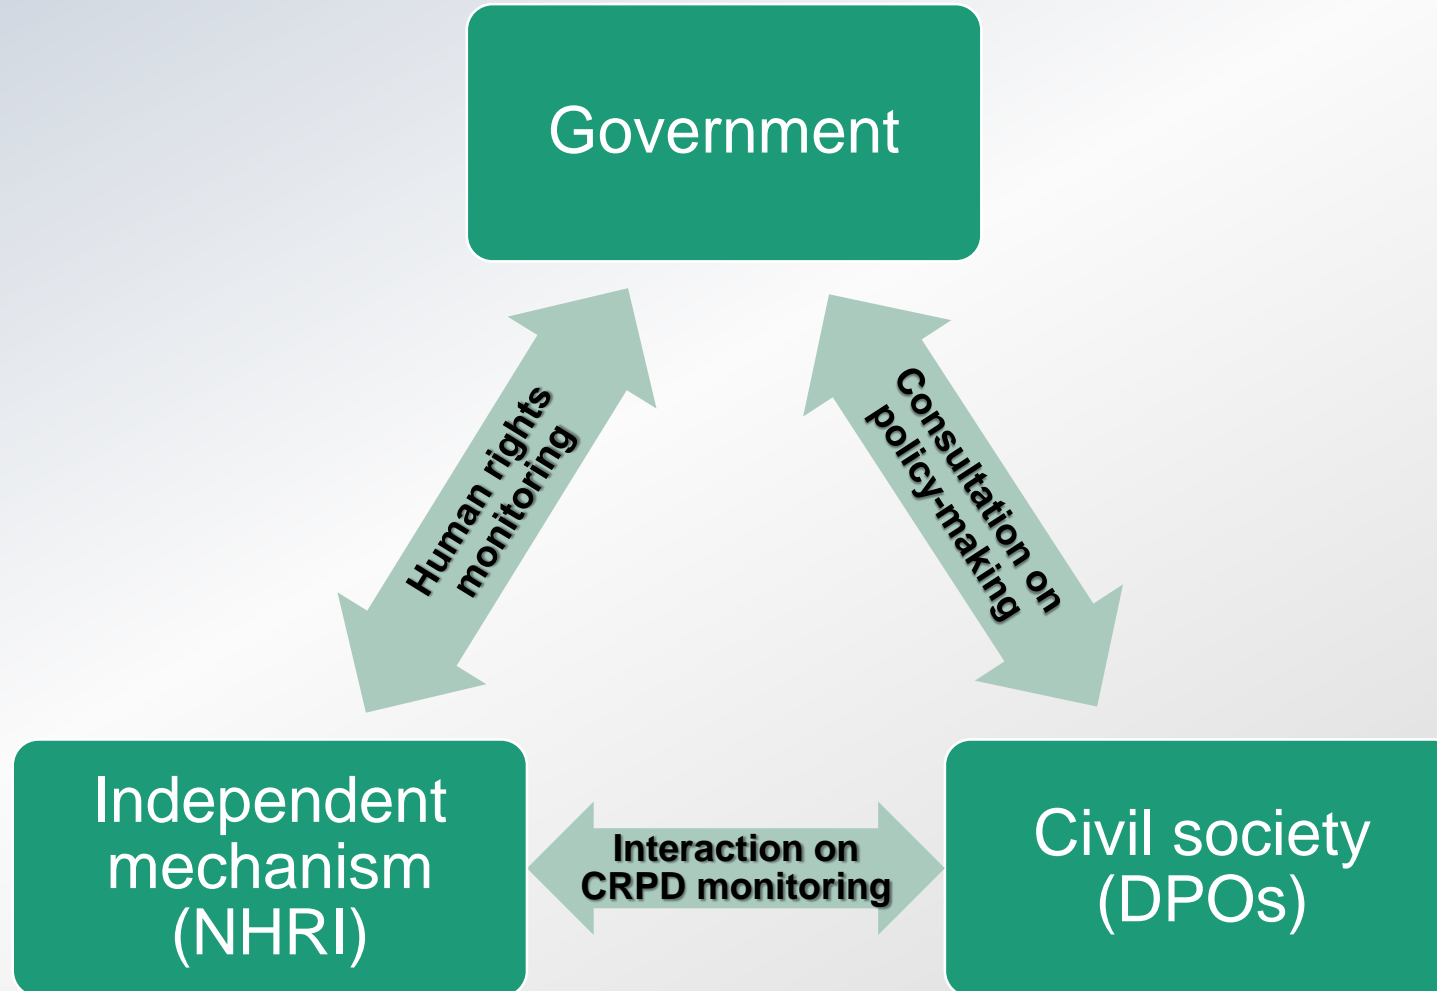 Government
Human rights
monitoring
Consultation on
policy-making
Independent
mechanism
(NHRI)
Interaction on
CRPD monitoring
Civil society
(DPOs)